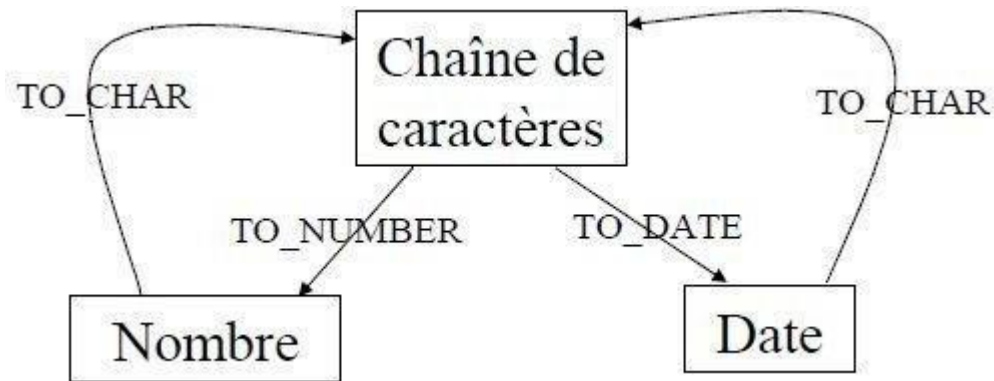 Chaîne de
caractères
TO_CHAR
TO_CHAR
TO_NUMBER
TO_DATE
Nombre
Date